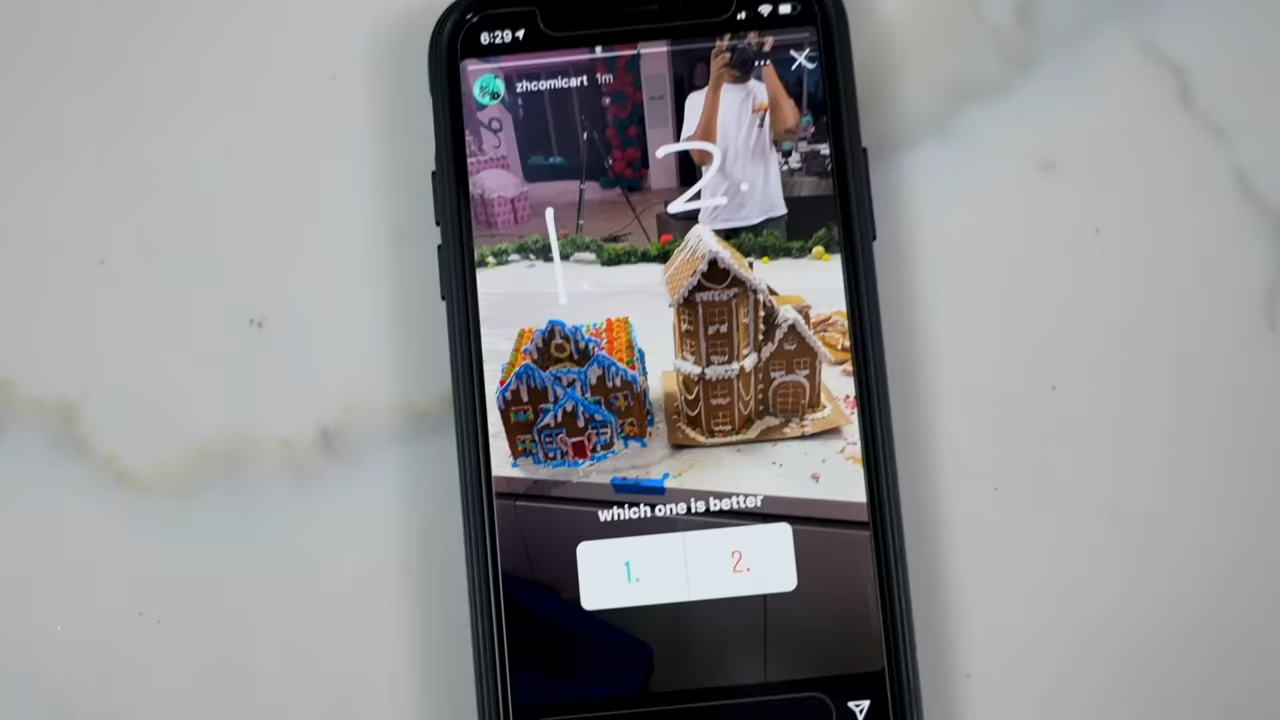 6:29
zhcomicart 1m
1
2.
which one is better
1. 2.